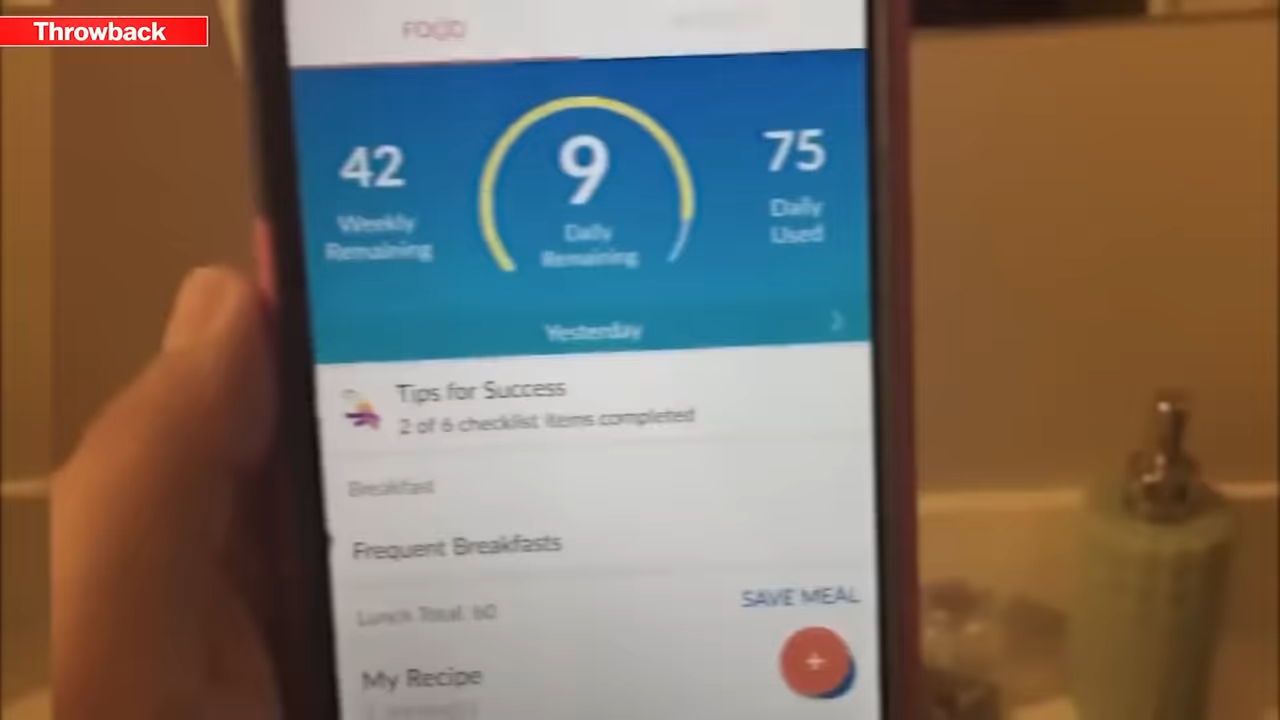 Throwback
FOOD
42
Weekly
Remaining
9
Daily
Remaining
75
Daily
Used
Yesterday
Tips for Success
2 of 6 checklist items completed
Breakfast
Frequent Breakfasts
Lunch Total: 60
SAVE MEAL
My Recipe